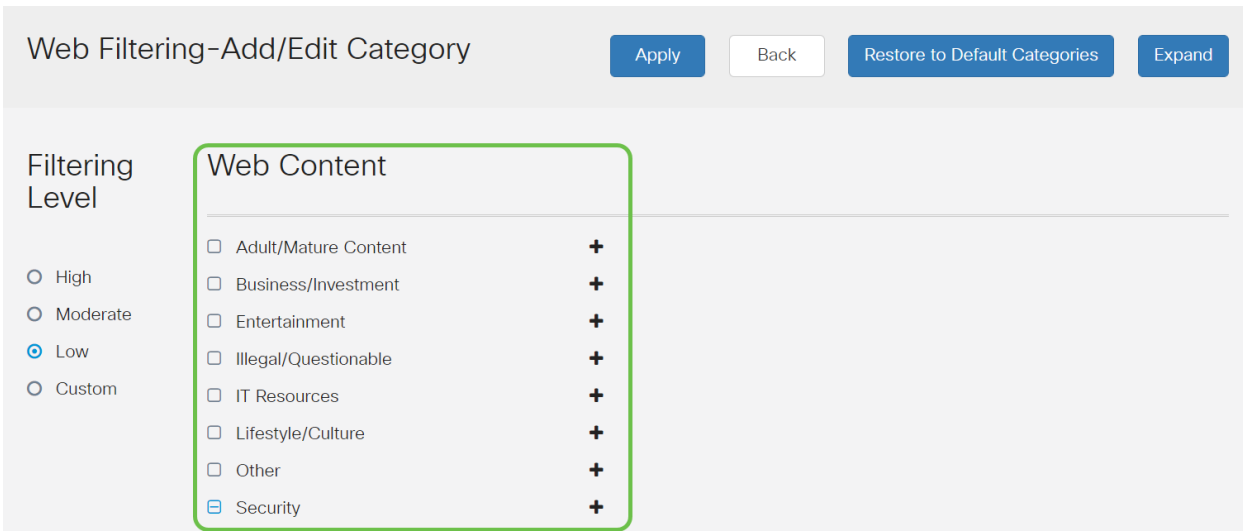 Web Filtering-Add/Edit Category
Apply
Back
Restore to Default Categories
Expand
Filtering
Level
High
Moderate
Low
Custom
Web Content
Adult/Mature Content
Business/Investment
Entertainment
Illegal/Questionable
IT Resources
Lifestyle/Culture
Other
Security